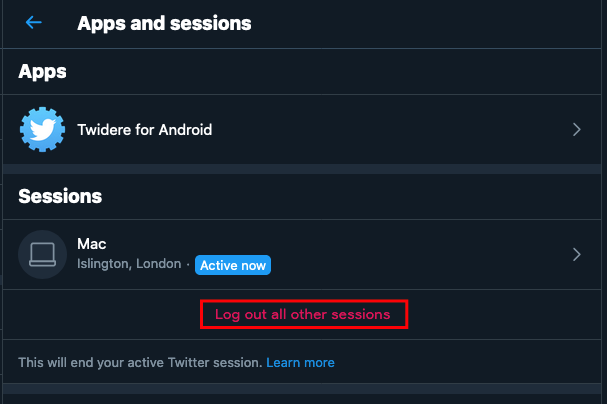 Apps and sessions
Apps
Twidere for Android
Sessions
Mac
Islington, London · Active now
Log out all other sessions
This will end your active Twitter session. Learn more